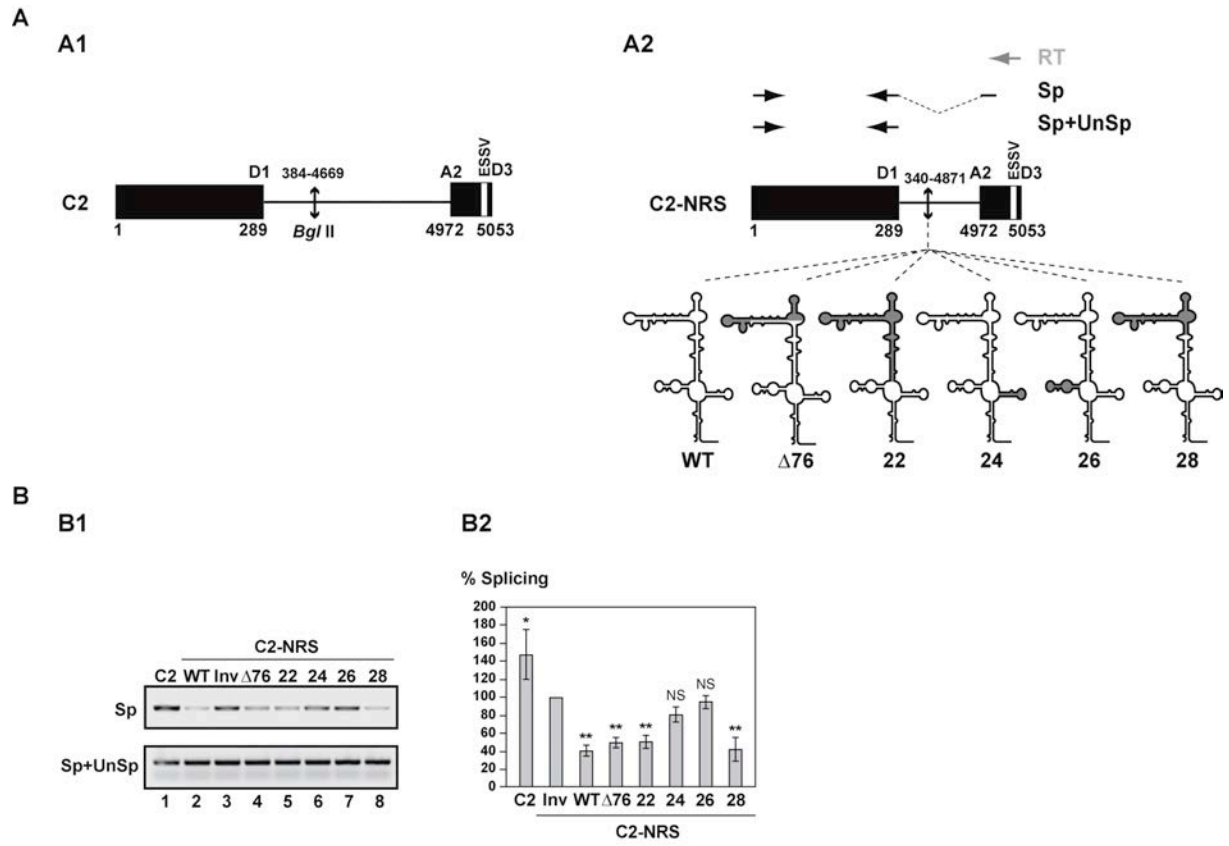 A
A1
A2
RT
Sp
Sp+UnSp
D1 384-4669 A2 ESSV D3
C2
1 289 Bgl II 4972 5053
D1 340-4871 A2 ESSV D3
C2-NRS
1 289 4972 5053
WT Δ76 22 24 26 28
B
B1
C2-NRS
C2 WT Inv Δ76 22 24 26 28
Sp
Sp+UnSp
1 2 3 4 5 6 7 8
B2
% Splicing
200
180
160
140
120
100
80
60
40
20
0
* ** ** ** NS NS **
C2 Inv WT Δ76 22 24 26 28
C2-NRS